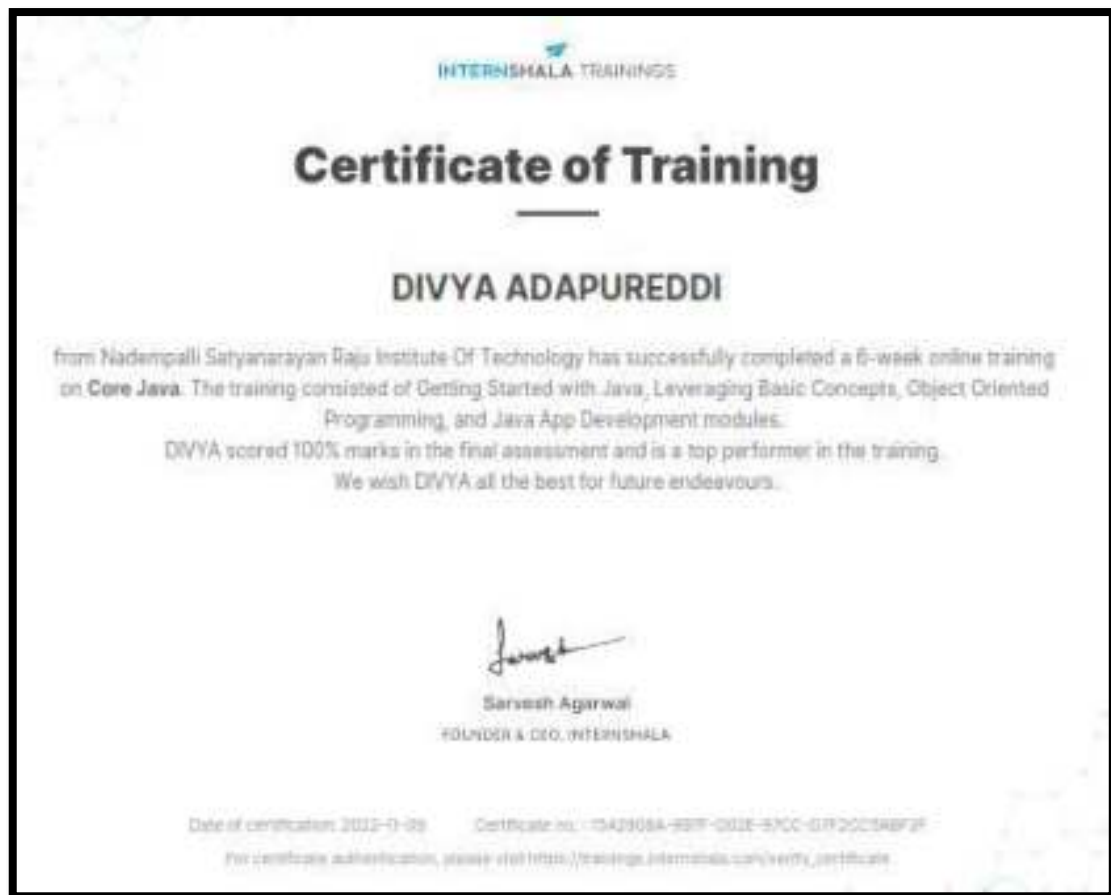 INTERNSHALA TRAININGS
Certificate of Training
DIVYA ADAPUREDDI
from Nadempalli Satyanarayan Raju Institute Of Technology has successfully completed a 6-week online training
on Core Java. The training consisted of Getting Started with Java, Leveraging Basic Concepts, Object Oriented
Programming, and Java App Development modules.
DIVYA scored 100% marks in the final assessment and is a top performer in the training.
We wish DIVYA all the best for future endeavours.
Sarvesh Agarwal
FOUNDER & CEO, INTERNSHALA
Date of certification: Certificate no. :
For certificate authentication, please visit https://trainings.internshala.com/verify_certificate